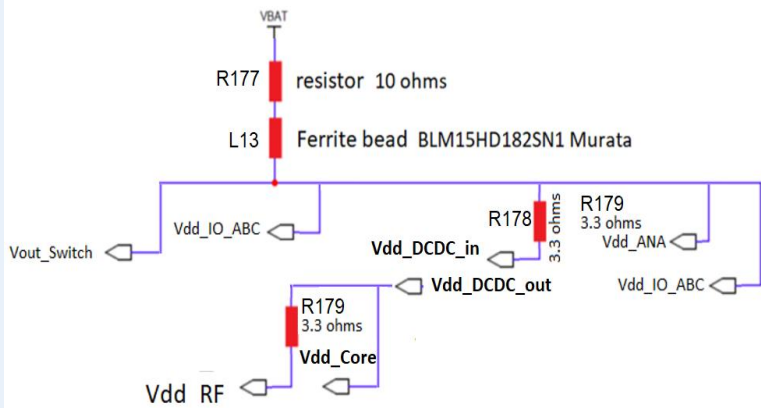 VBAT
R177
resistor 10 ohms
L13
Ferrite bead BLM15HD182SN1 Murata
Vout_Switch
Vdd_IO_ABC
R178
3.3 ohms
Vdd_DCDC_in
R179
3.3 ohms
Vdd_ANA
Vdd_IO_ABC
Vdd_DCDC_out
R179
3.3 ohms
Vdd_Core
Vdd RF